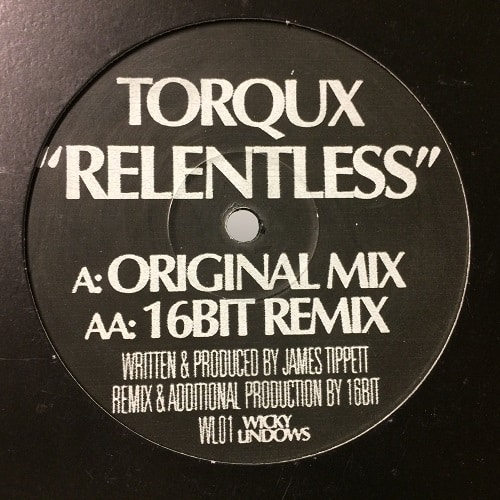 TORQUX
"RELENTLESS"
A: ORIGINAL MIX
AA: 16BIT REMIX
WRITTEN & PRODUCED BY JAMES TIPPETT
REMIX & ADDITIONAL PRODUCTION BY 16BIT
WL01 WICKY LINDOWS